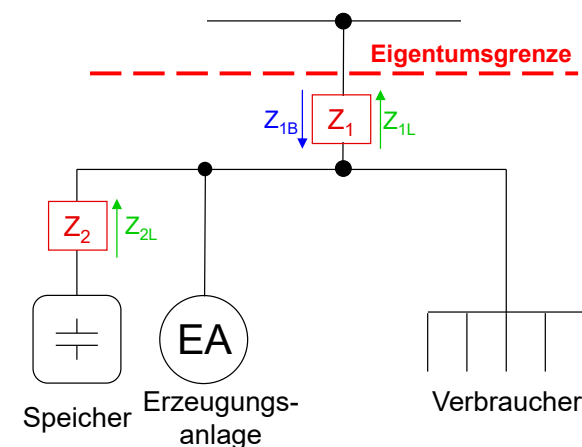 Eigentumsgrenze
Z1B
Z1
Z1L
Z2
Z2L
EA
Speicher
Erzeugungs-
anlage
Verbraucher